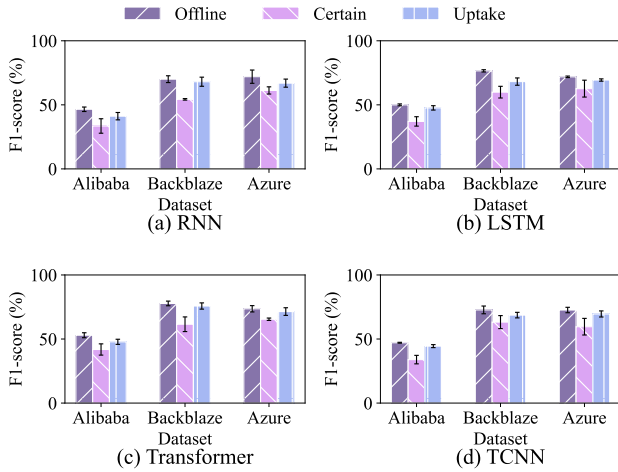 Offline Certain Uptake
100
50
0
F1-score (%)
Alibaba Backblaze Azure
Dataset
(a) RNN
100
50
0
F1-score (%)
Alibaba Backblaze Azure
Dataset
(b) LSTM
100
50
0
F1-score (%)
Alibaba Backblaze Azure
Dataset
(c) Transformer
100
50
0
F1-score (%)
Alibaba Backblaze Azure
Dataset
(d) TCNN